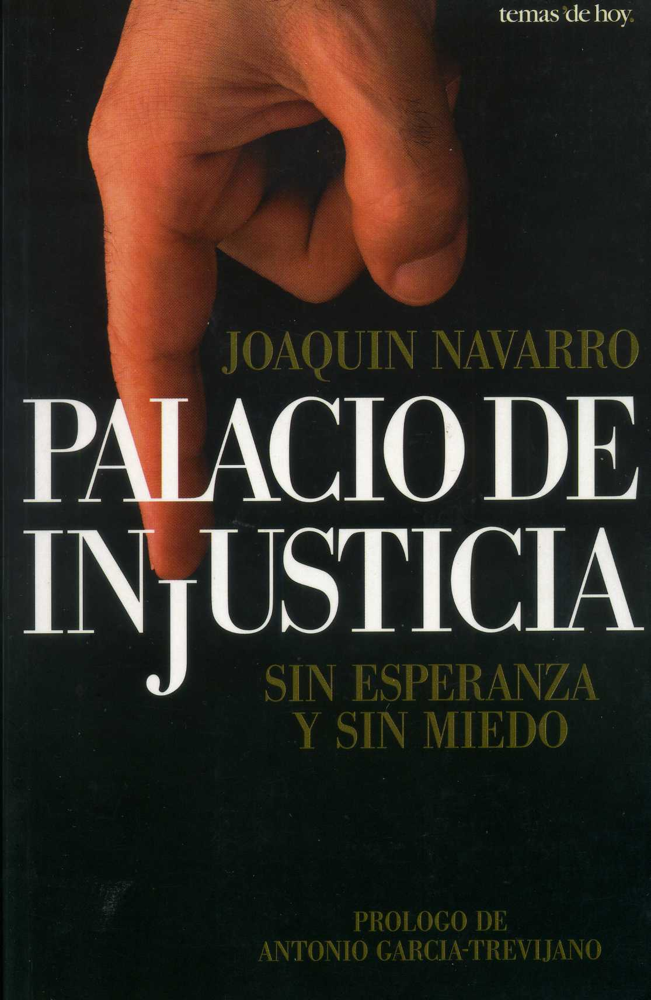 temas'de hoy.
JOAQUIN NAVARRO
PALACIO DE
INJUSTICIA
SIN ESPERANZA
Y SIN MIEDO
PROLOGO DE
ANTONIO GARCIA-TREVIJANO